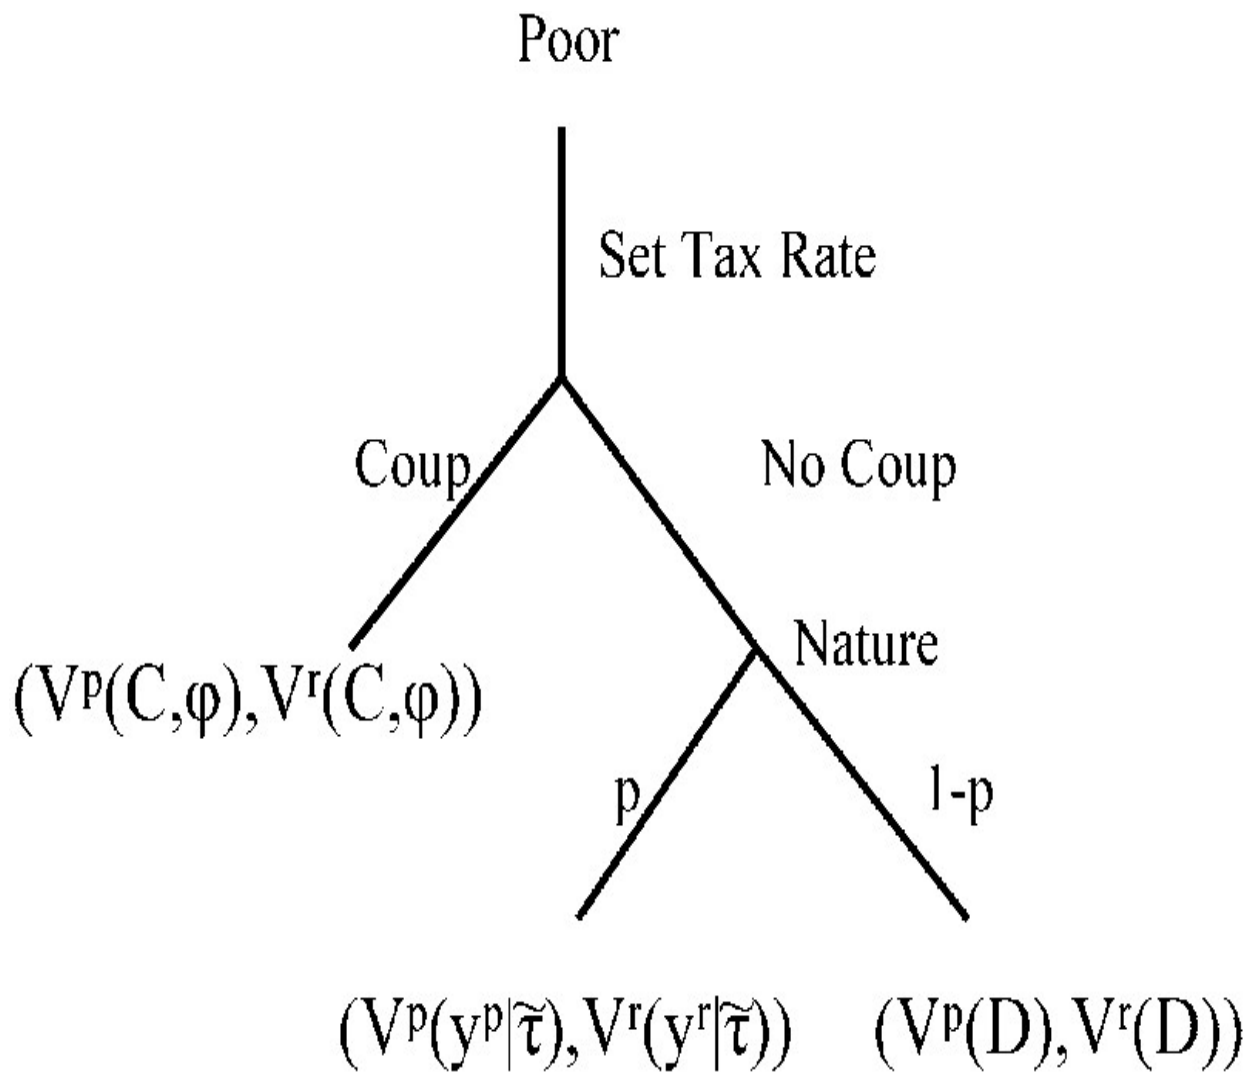 Poor
Set Tax Rate
Coup
No Coup
Nature
(Vᵖ(C,φ),Vʳ(C,φ))
p
1-p
(Vᵖ(yᵖ|τ̃),Vʳ(yʳ|τ̃))
(Vᵖ(D),Vʳ(D))